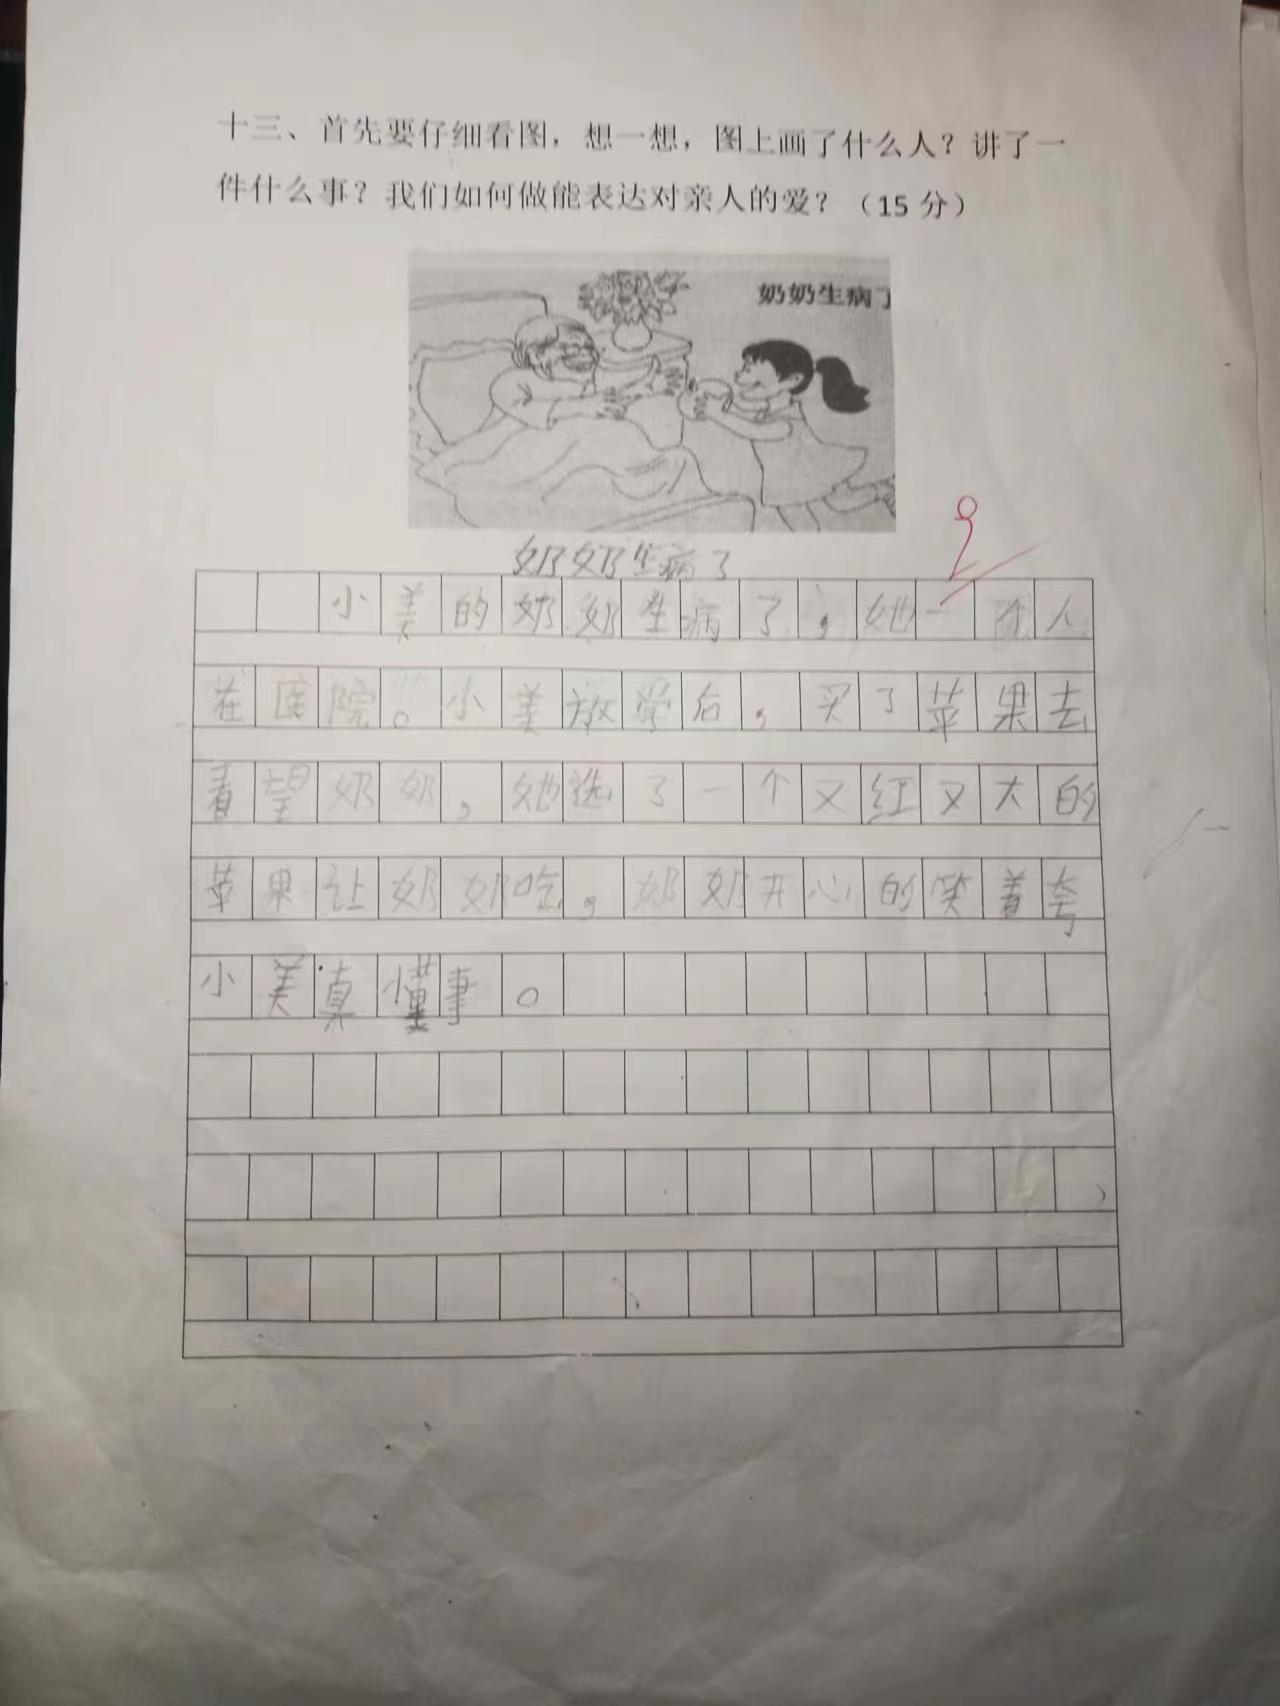 十三、首先要仔细看图，想一想，图上画了什么人？讲了一
件什么事？我们如何做能表达对亲人的爱？（15 分）
奶奶生病了
奶奶生病了
小美的奶奶生病了，她一个人
在医院。小美放学后，买了苹果去
看望奶奶，她选了一个又红又大的
苹果让奶奶吃，奶奶开心的笑着夸
小美真懂事。